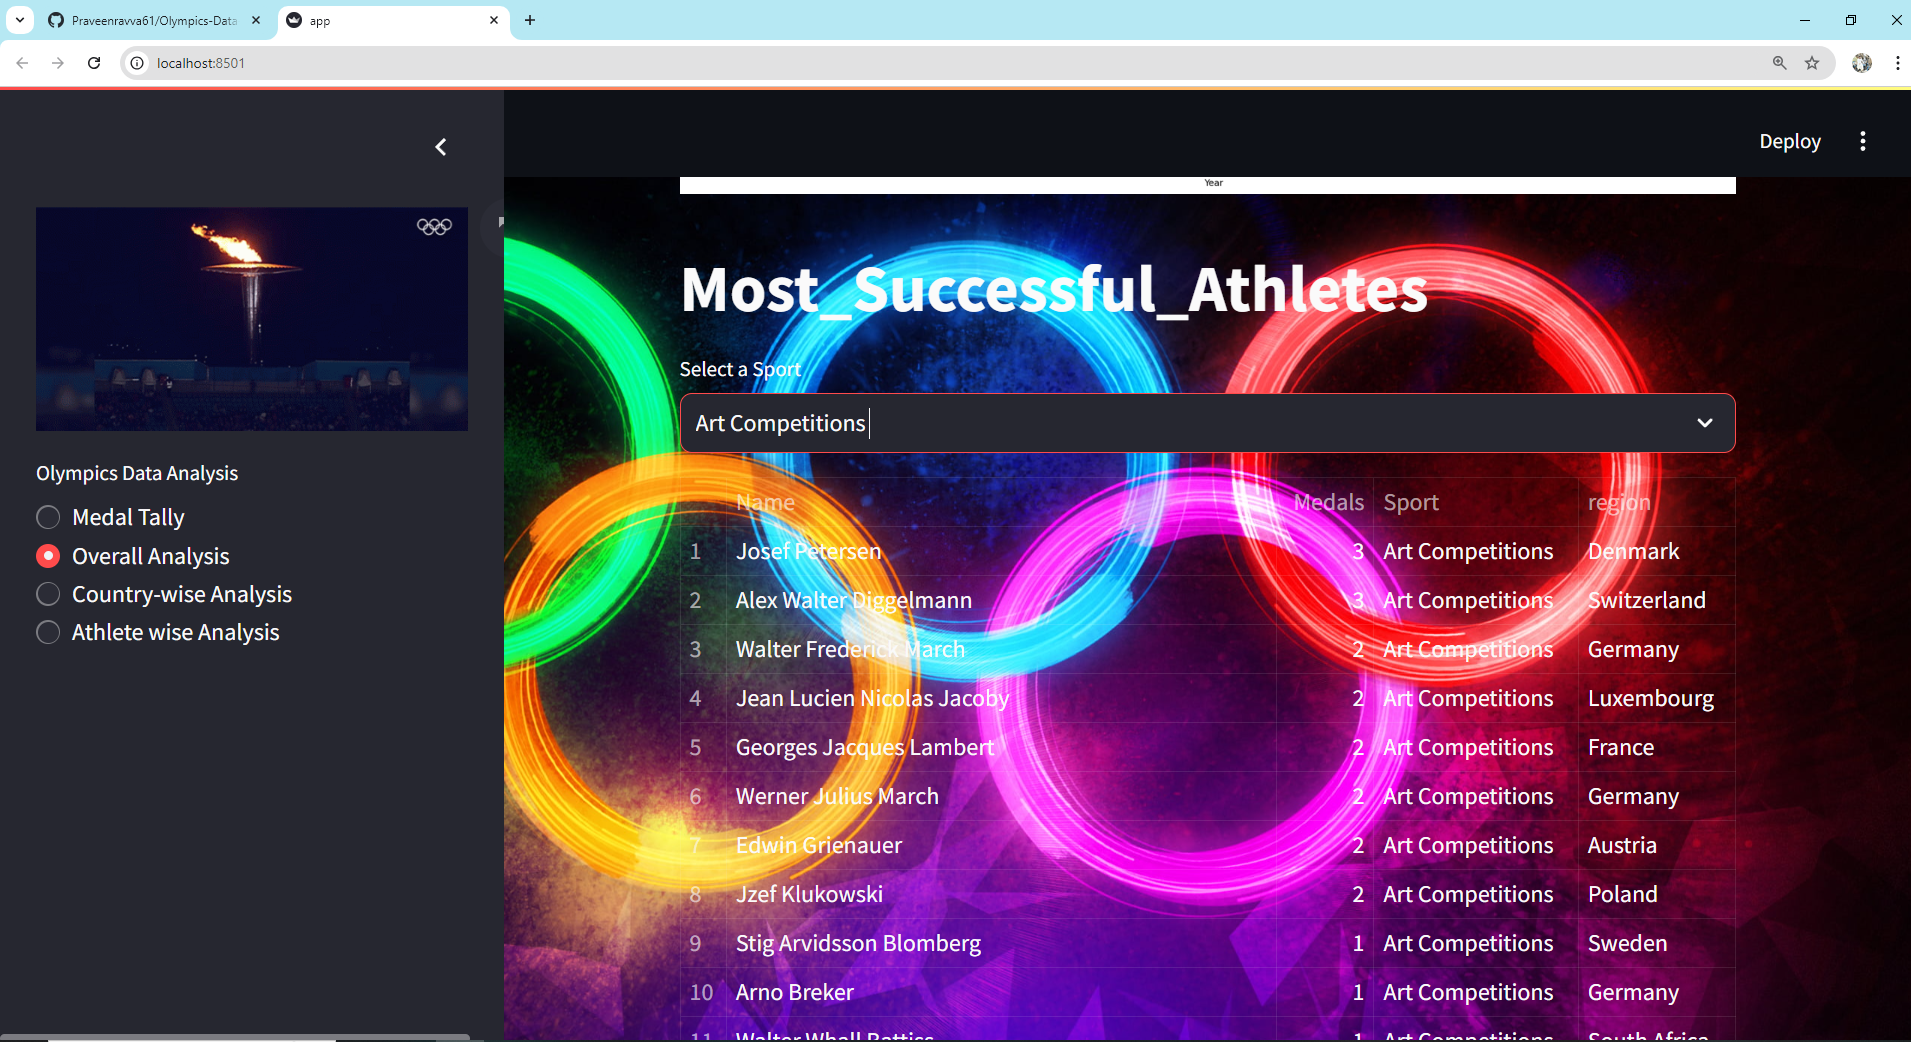 Praveenravva61/Olympics-Data
app
localhost:8501
Deploy
Olympics Data Analysis
Medal Tally
Overall Analysis
Country-wise Analysis
Athlete wise Analysis
Year
Most_Successful_Athletes
Select a Sport
Art Competitions
Name Medals Sport region
1 Josef Petersen 3 Art Competitions Denmark
2 Alex Walter Diggelmann 3 Art Competitions Switzerland
3 Walter Frederick March 2 Art Competitions Germany
4 Jean Lucien Nicolas Jacoby 2 Art Competitions Luxembourg
5 Georges Jacques Lambert 2 Art Competitions France
6 Werner Julius March 2 Art Competitions Germany
7 Edwin Grienauer 2 Art Competitions Austria
8 Jzef Klukowski 2 Art Competitions Poland
9 Stig Arvidsson Blomberg 1 Art Competitions Sweden
10 Arno Breker 1 Art Competitions Germany
11 Walter Whall Battiss 1 Art Competitions South Africa